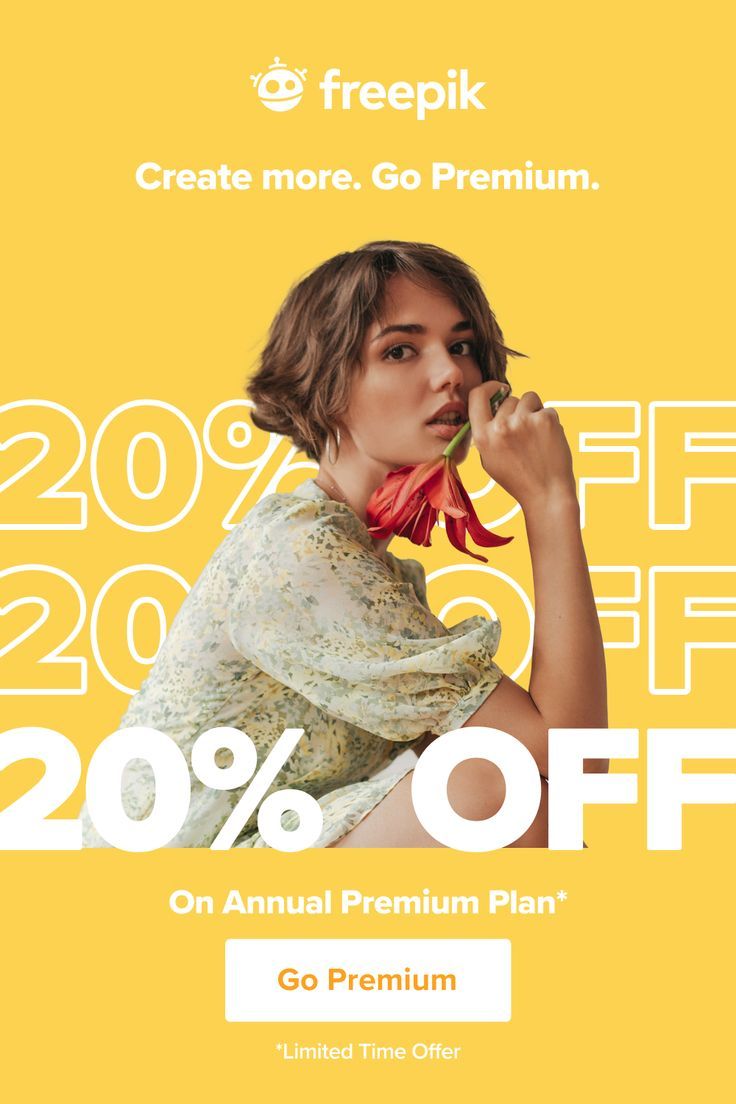 freepik
Create more. Go Premium.
20% OFF
20% OFF
20% OFF
On Annual Premium Plan*
Go Premium
*Limited Time Offer